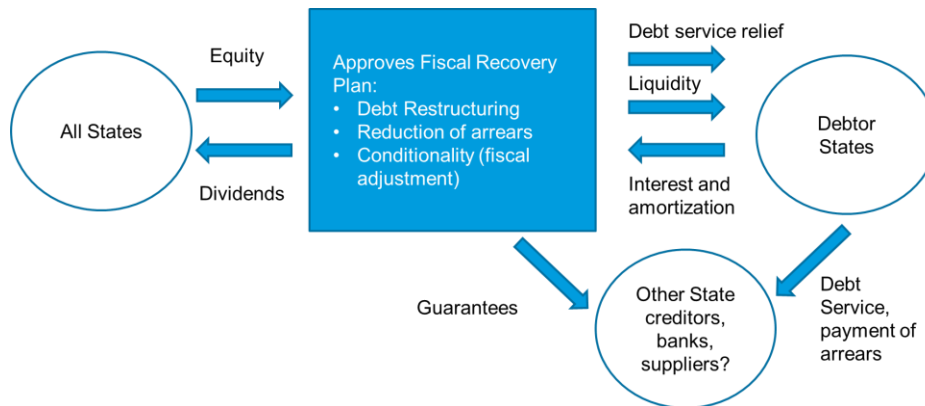 All States
Equity
Dividends
Approves Fiscal Recovery
Plan:
• Debt Restructuring
• Reduction of arrears
• Conditionality (fiscal
adjustment)
Debt service relief
Liquidity
Interest and
amortization
Debtor
States
Guarantees
Other State
creditors,
banks,
suppliers?
Debt
Service,
payment of
arrears